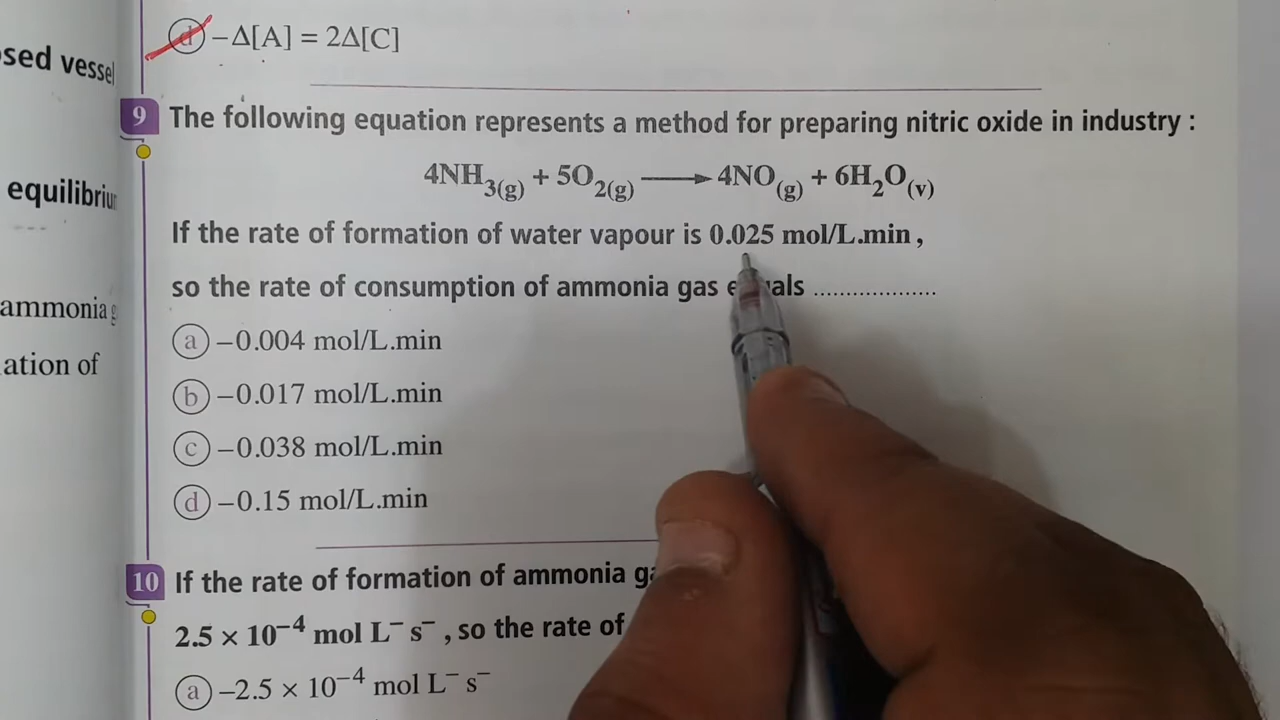 osed vessel
equilibriu
ammonia g
ation of
d −Δ[A] = 2Δ[C]
9 The following equation represents a method for preparing nitric oxide in industry :
4NH3(g) + 5O2(g) ⟶ 4NO(g) + 6H2O(v)
If the rate of formation of water vapour is 0.025 mol/L.min ,
so the rate of consumption of ammonia gas e als ...................
a −0.004 mol/L.min
b −0.017 mol/L.min
c −0.038 mol/L.min
d −0.15 mol/L.min
10 If the rate of formation of ammonia ga
2.5 × 10⁻⁴ mol L⁻ s⁻ , so the rate of
a −2.5 × 10⁻⁴ mol L⁻ s⁻